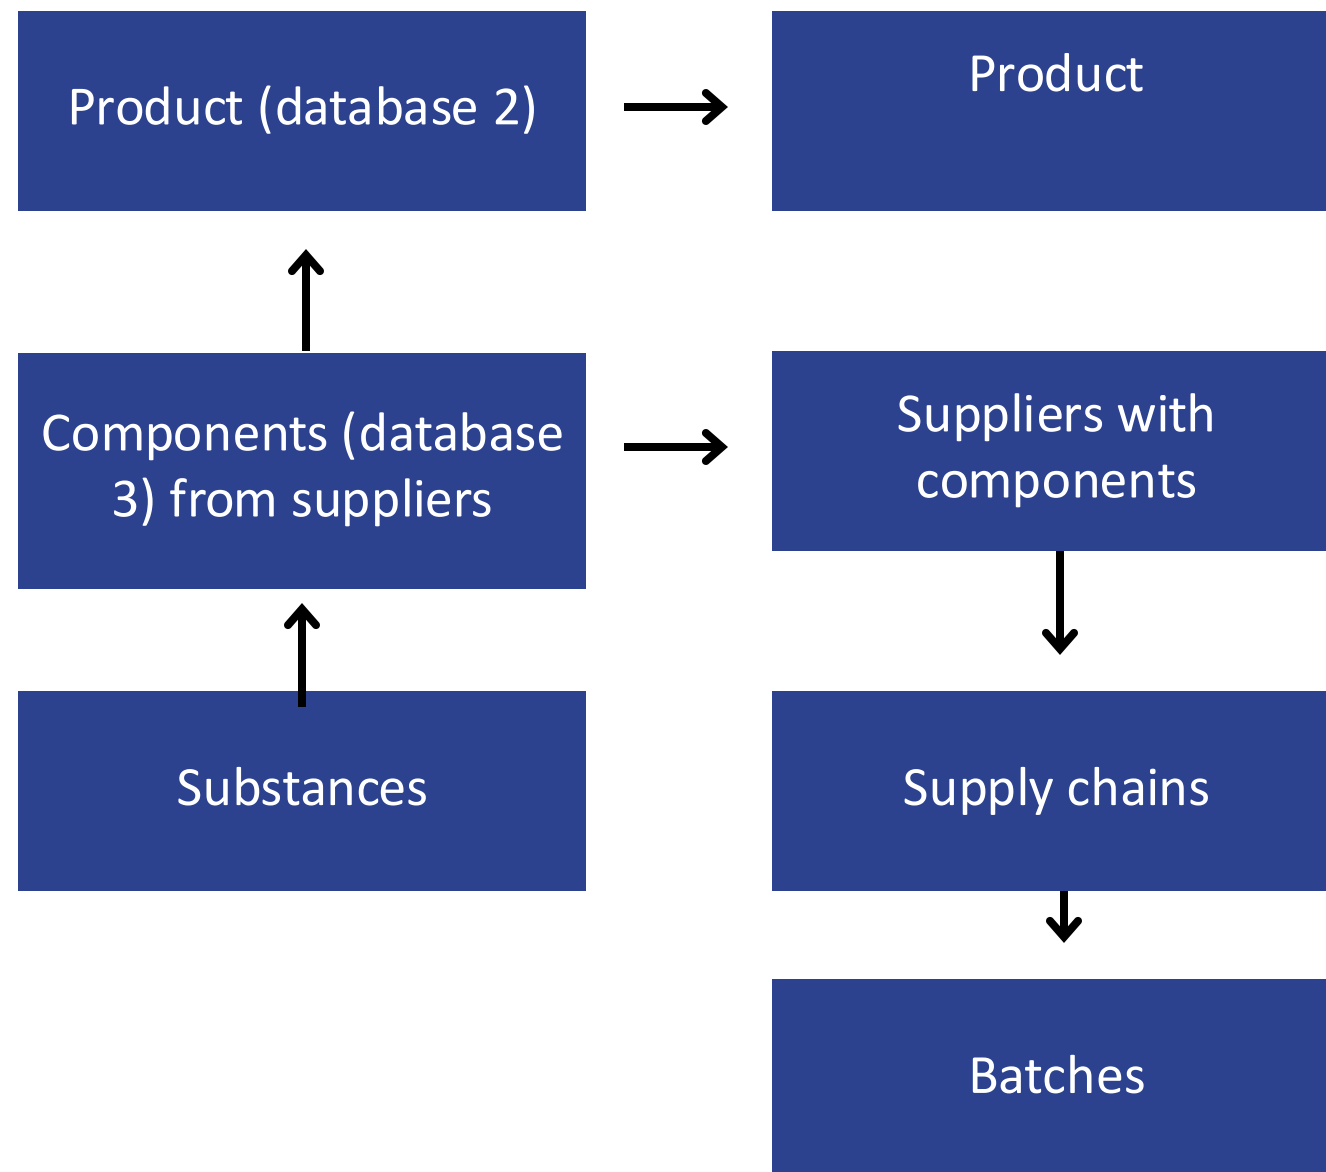 Product (database 2)
Product
Components (database
3) from suppliers
Suppliers with
components
Substances
Supply chains
Batches